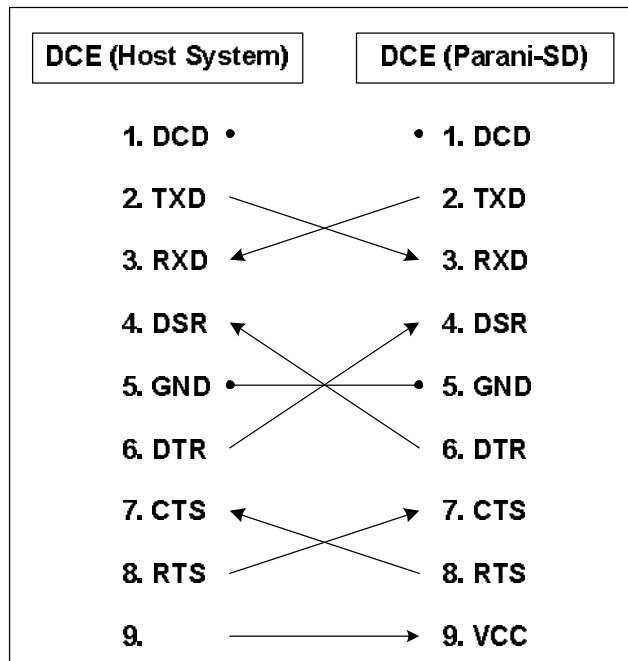 DCE (Host System) DCE (Parani-SD)
1. DCD 1. DCD
2. TXD 2. TXD
3. RXD 3. RXD
4. DSR 4. DSR
5. GND 5. GND
6. DTR 6. DTR
7. CTS 7. CTS
8. RTS 8. RTS
9. 9. VCC